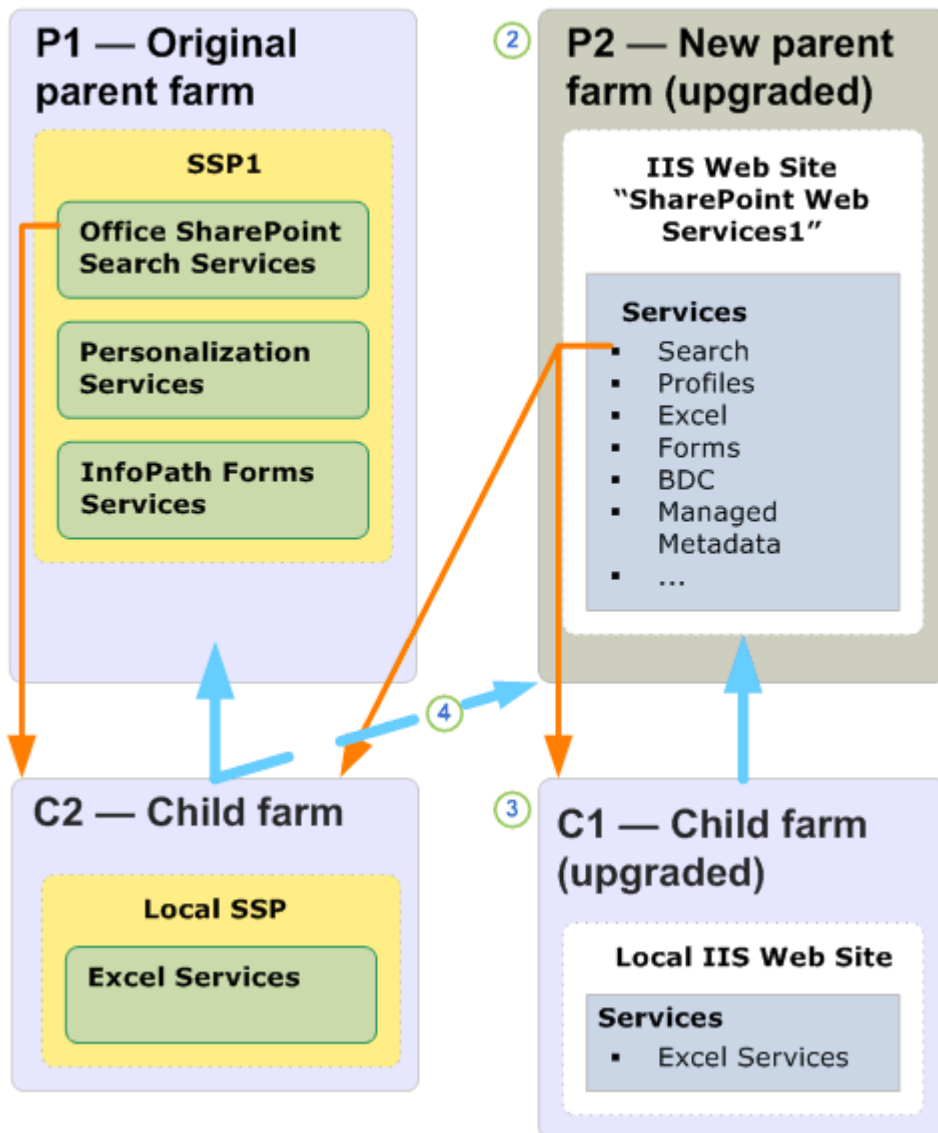 P1 — Original
parent farm
SSP1
Office SharePoint
Search Services
Personalization
Services
InfoPath Forms
Services
2
P2 — New parent
farm (upgraded)
IIS Web Site
“SharePoint Web
Services1”
Services
▪ Search
▪ Profiles
▪ Excel
▪ Forms
▪ BDC
▪ Managed
Metadata
▪ ...
4
C2 — Child farm
Local SSP
Excel Services
3
C1 — Child farm
(upgraded)
Local IIS Web Site
Services
▪ Excel Services